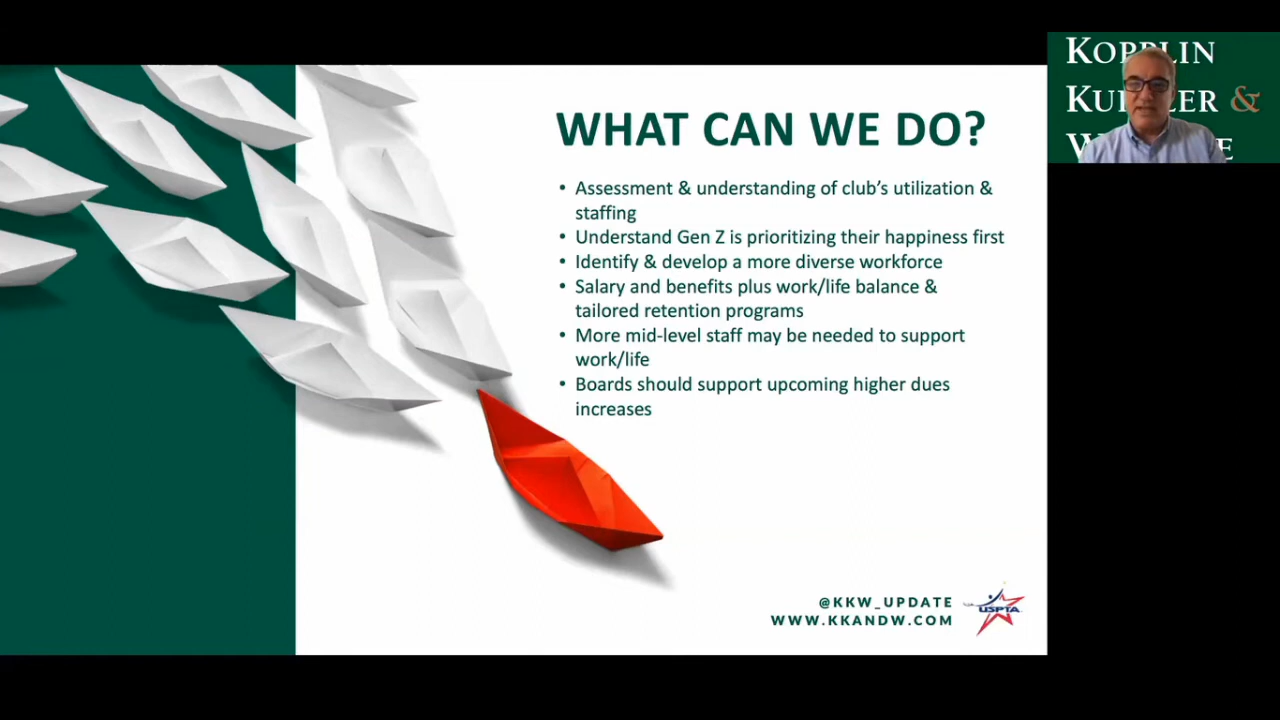 WHAT CAN WE DO?
• Assessment & understanding of club's utilization &
staffing
• Understand Gen Z is prioritizing their happiness first
• Identify & develop a more diverse workforce
• Salary and benefits plus work/life balance &
tailored retention programs
• More mid-level staff may be needed to support
work/life
• Boards should support upcoming higher dues
increases
@KKW_UPDATE
WWW.KKANDW.COM
USPTA
&